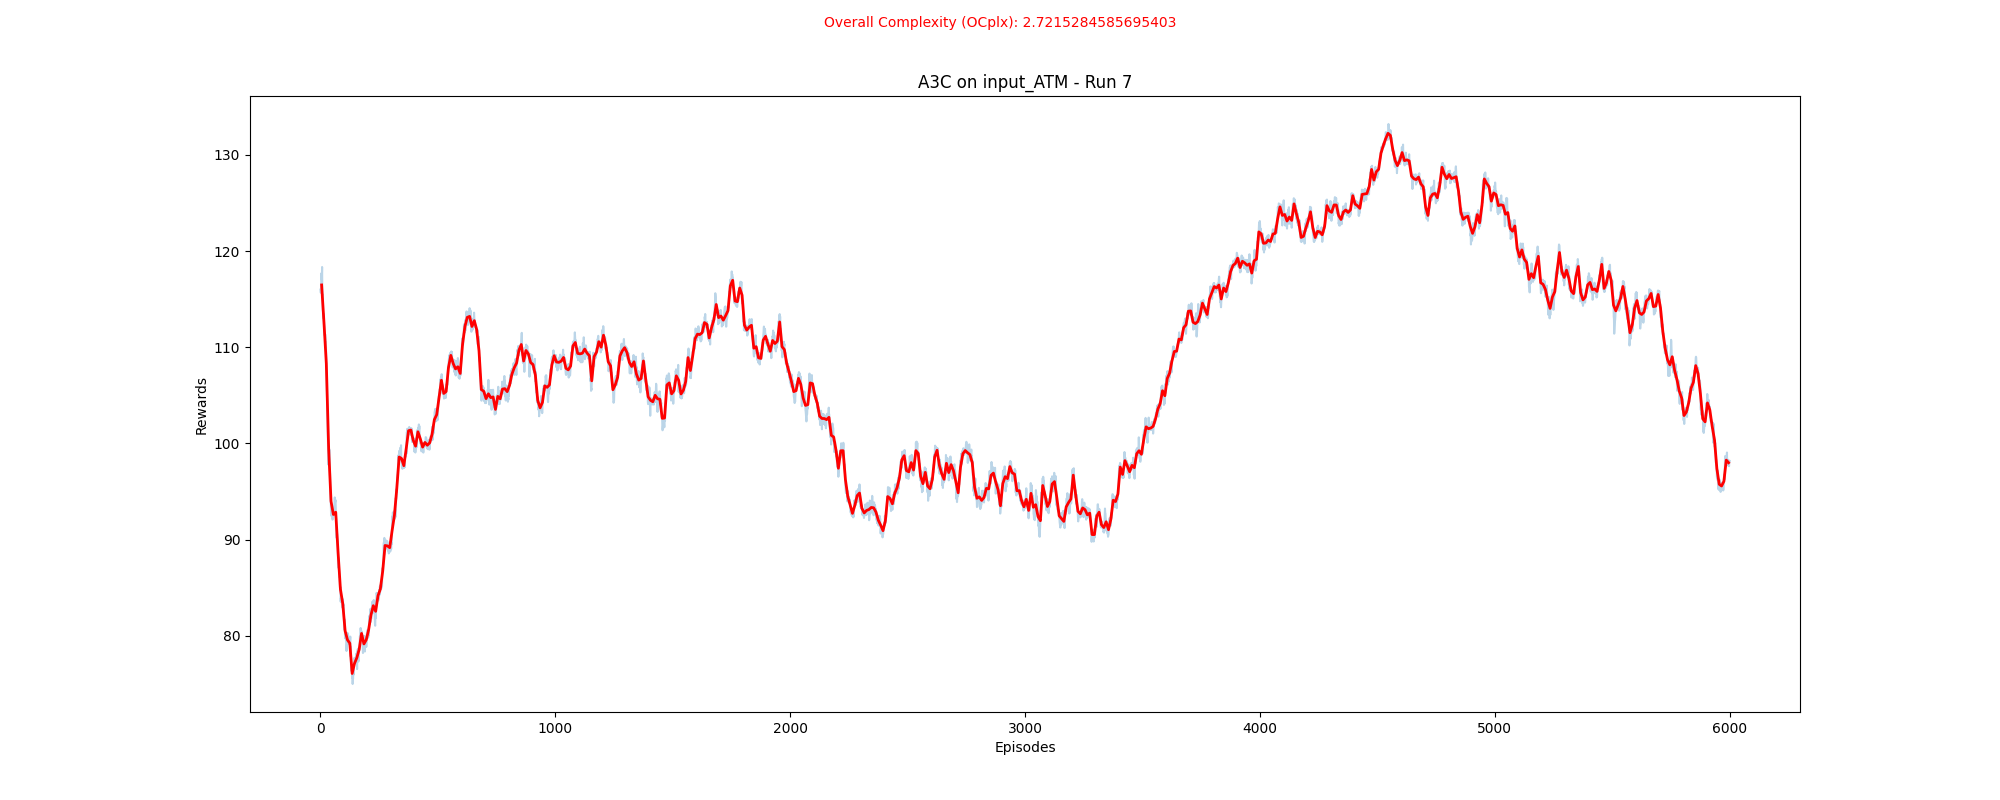 Overall Complexity (OCplx): 2.7215284585695403
A3C on input_ATM - Run 7
130
120
110
100
90
80
Rewards
0 1000 2000 3000 4000 5000 6000
Episodes